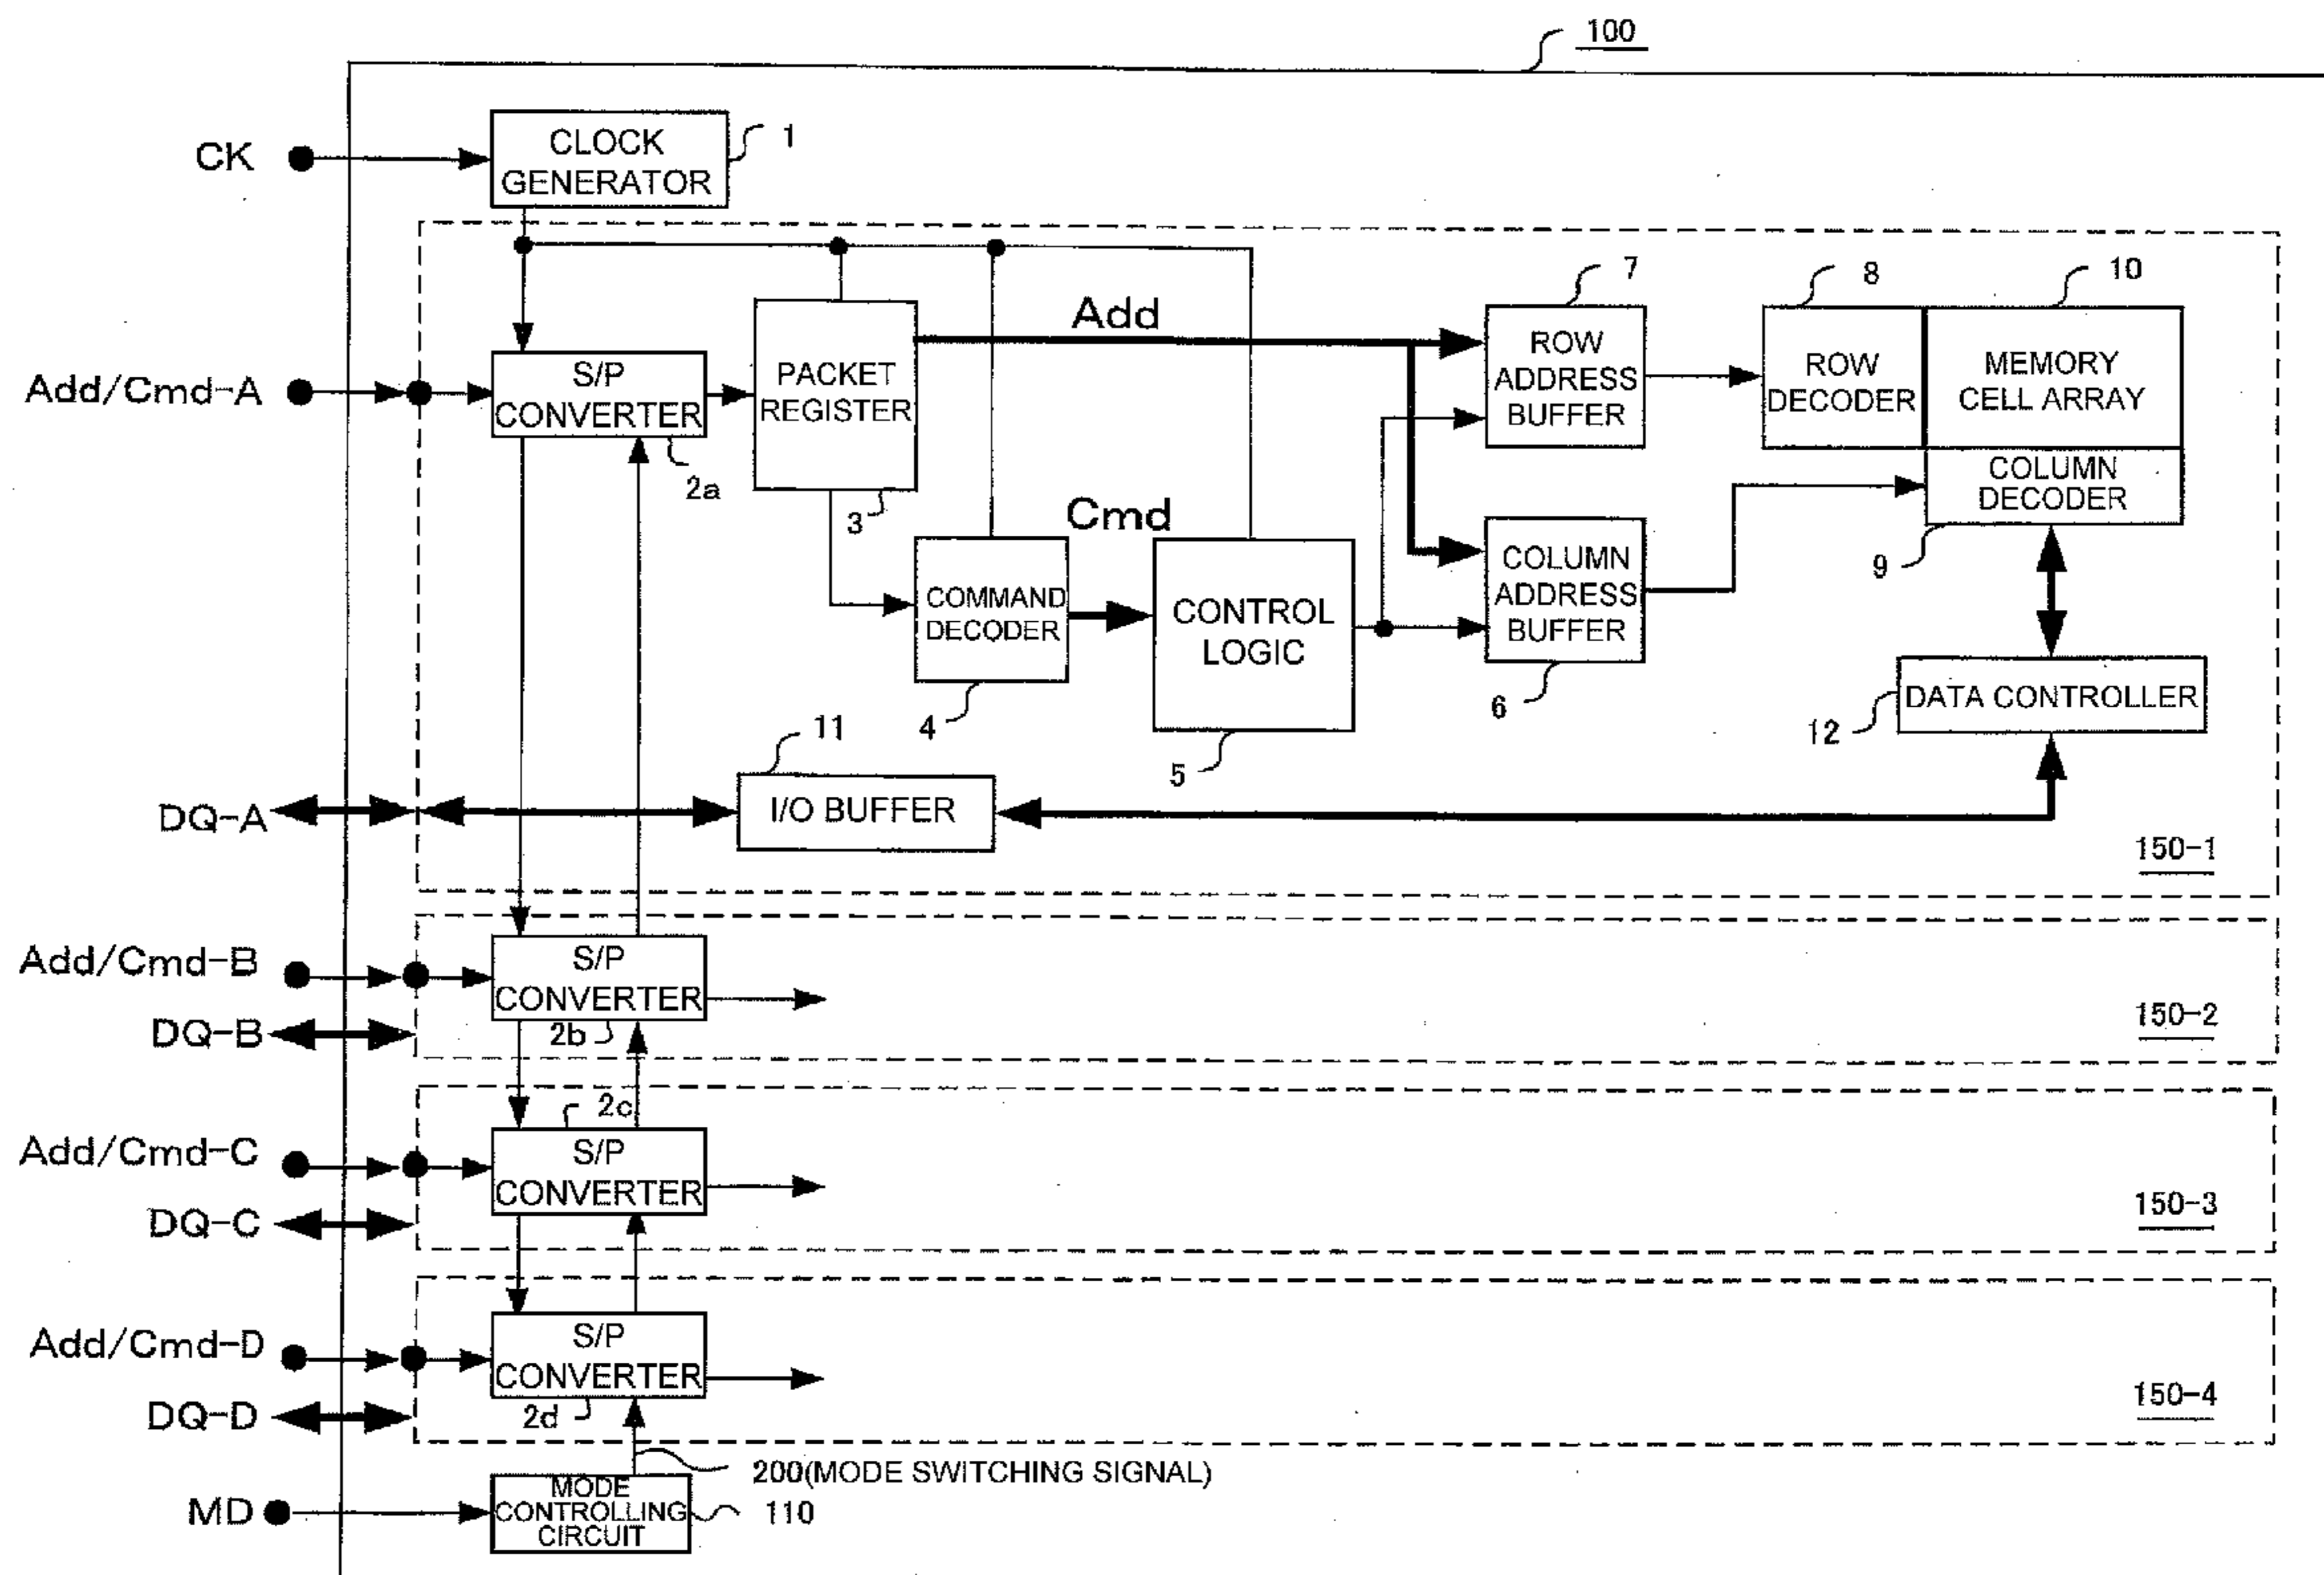 100
CK
CLOCK
GENERATOR
1
Add/Cmd-A
S/P
CONVERTER
2a
PACKET
REGISTER
3
Add
Cmd
COMMAND
DECODER
4
CONTROL
LOGIC
5
7
ROW
ADDRESS
BUFFER
COLUMN
ADDRESS
BUFFER
6
8
ROW
DECODER
10
MEMORY
CELL ARRAY
COLUMN
DECODER
9
DATA CONTROLLER
12
11
I/O BUFFER
DQ-A
150-1
Add/Cmd-B
S/P
CONVERTER
2b
DQ-B
150-2
Add/Cmd-C
2c
S/P
CONVERTER
DQ-C
150-3
Add/Cmd-D
S/P
CONVERTER
2d
DQ-D
150-4
200(MODE SWITCHING SIGNAL)
MD
MODE
CONTROLLING
CIRCUIT
110